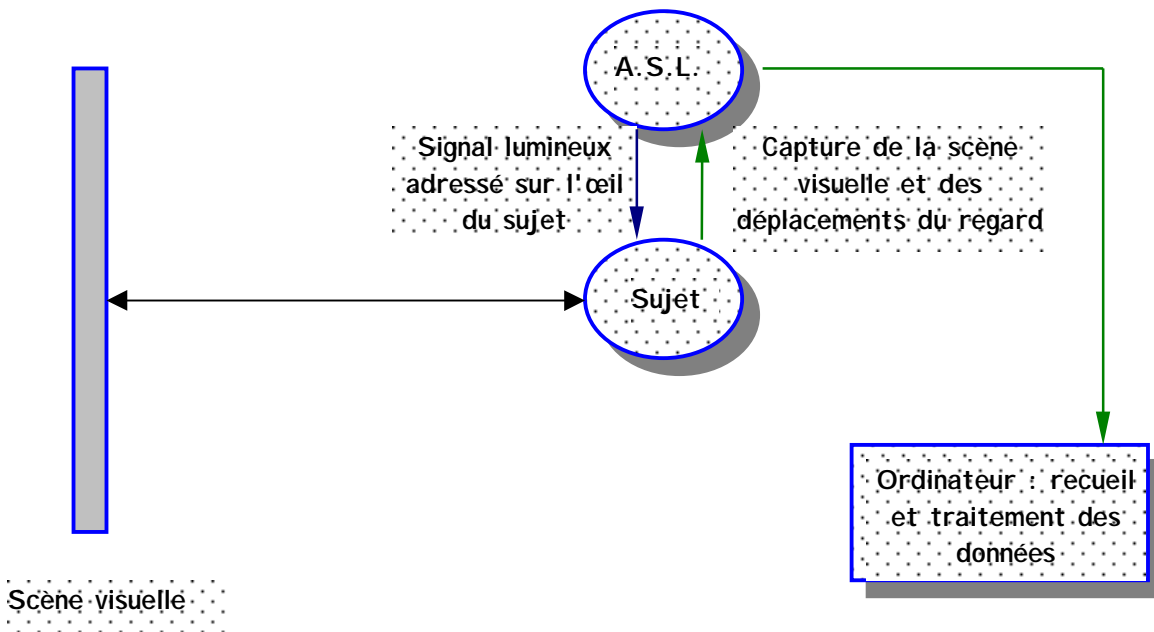 A.S.L.
Signal lumineux
adressé sur l'œil
du sujet
Capture de la scène
visuelle et des
déplacements du regard
Sujet
Ordinateur : recueil
et traitement des
données
Scène visuelle